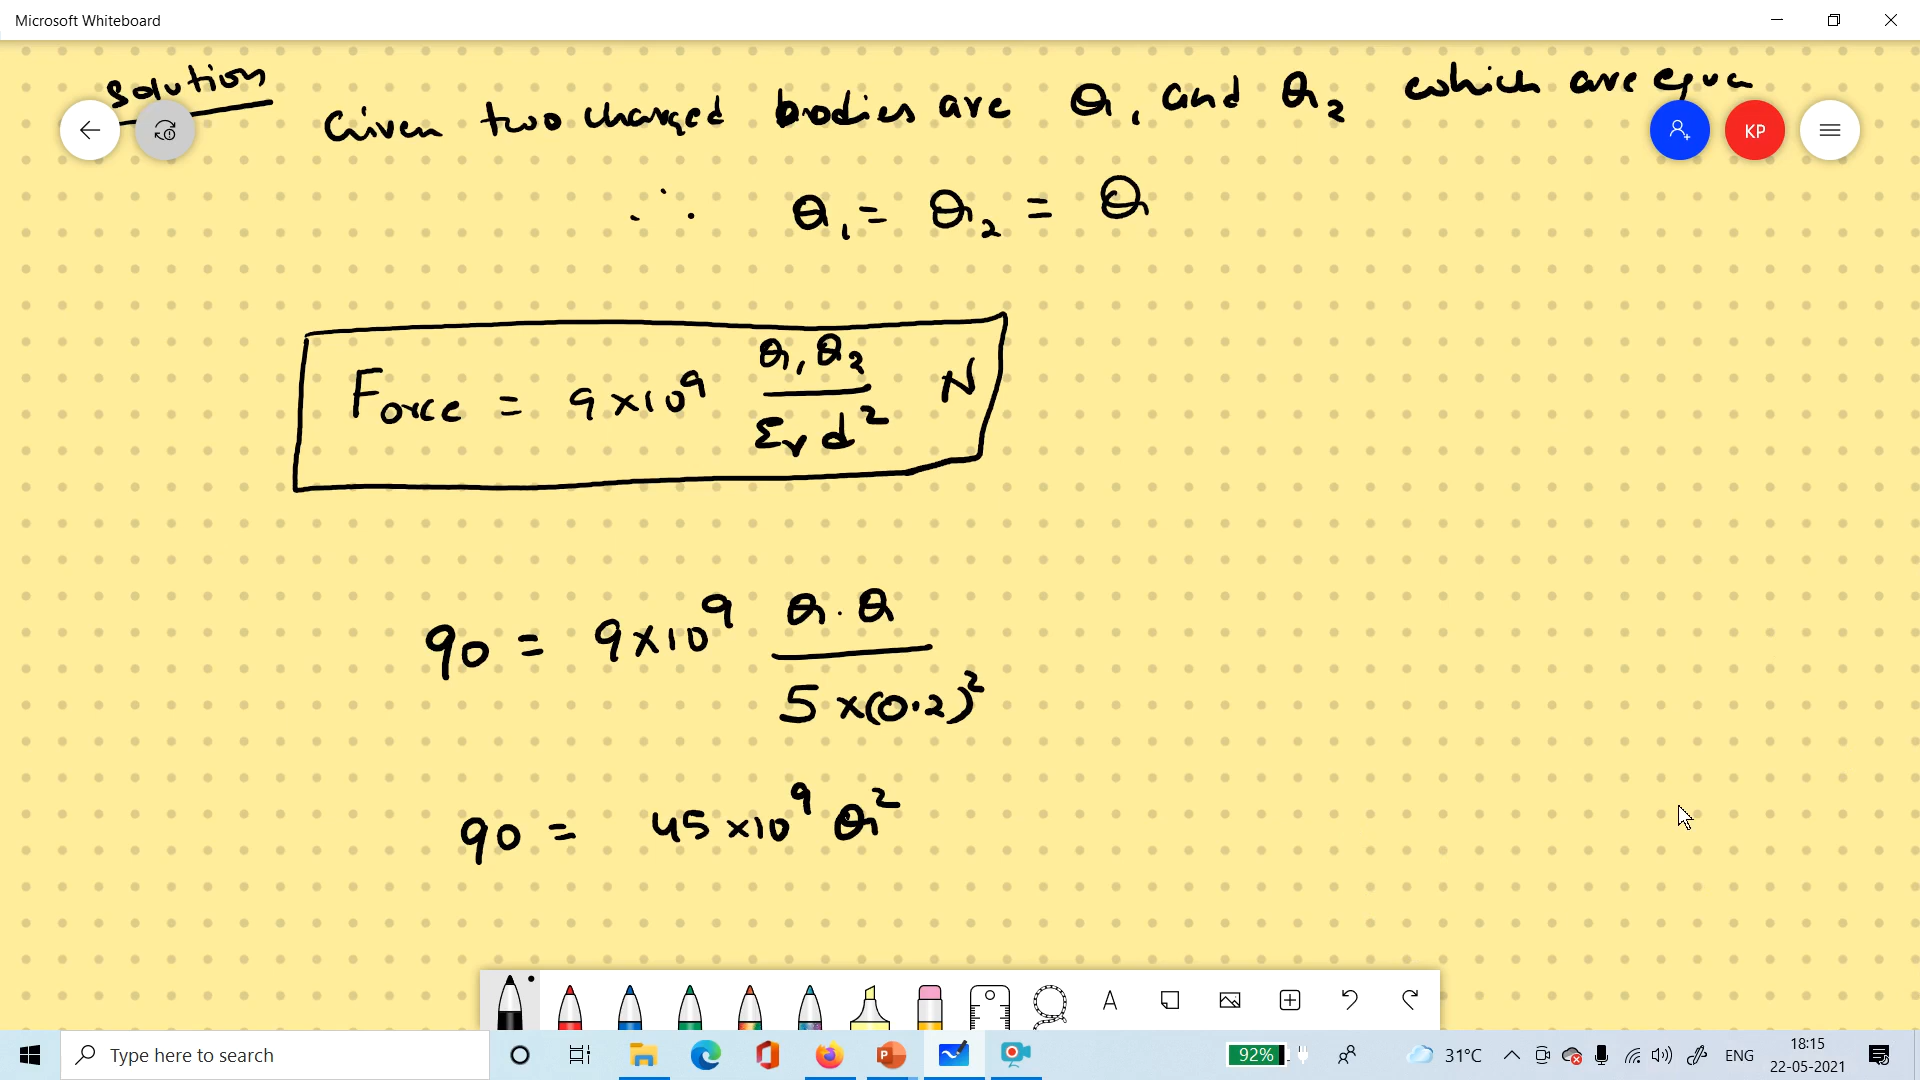 Microsoft Whiteboard
Solution
Given two charged bodies are Q1 and Q2 which are equa
∴ Q1 = Q2 = Q
KP
Force = 9×10^9 Q1 Q2 / εr d^2 N
90 = 9×10^9 Q·Q / 5×(0.2)^2
90 = 45×10^9 Q^2
A
Type here to search
92%
31°C
ENG
18:15
22-05-2021